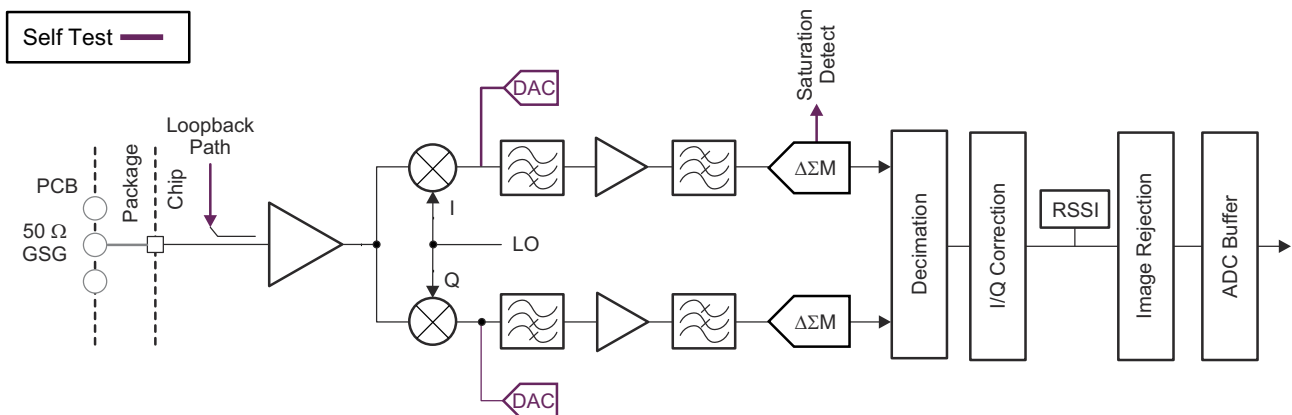 Self Test
Saturation
Detect
DAC
Loopback
Path
PCB
Package
Chip
50 Ω
GSG
I
LO
Q
ΔΣM
ΔΣM
DAC
Decimation
I/Q Correction
RSSI
Image Rejection
ADC Buffer